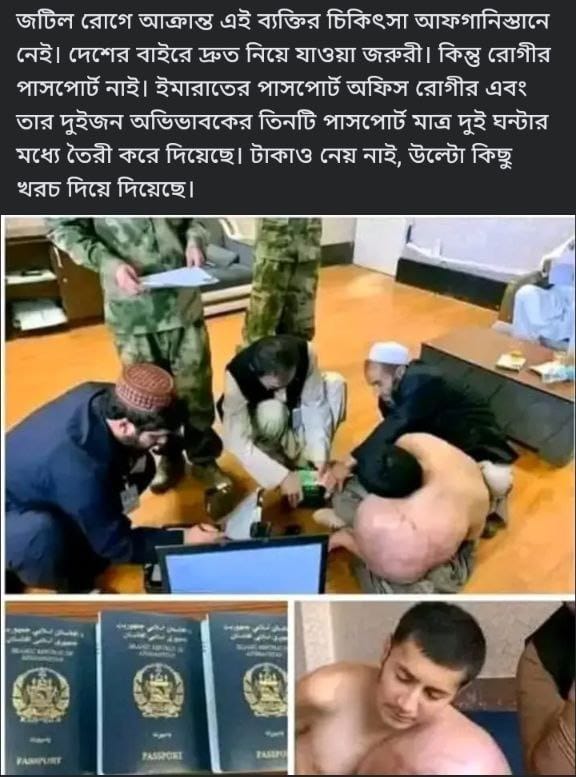 জটিল রোগে আক্রান্ত এই ব্যক্তির চিকিৎসা আফগানিস্তানে
নেই। দেশের বাইরে দ্রুত নিয়ে যাওয়া জরুরী। কিন্তু রোগীর
পাসপোর্ট নাই। ইমারাতের পাসপোর্ট অফিস রোগীর এবং
তার দুইজন অভিভাবকের তিনটি পাসপোর্ট মাত্র দুই ঘন্টার
মধ্যে তৈরী করে দিয়েছে। টাকাও নেয় নাই, উল্টো কিছু
খরচ দিয়ে দিয়েছে।
PASSPORT PASSPORT